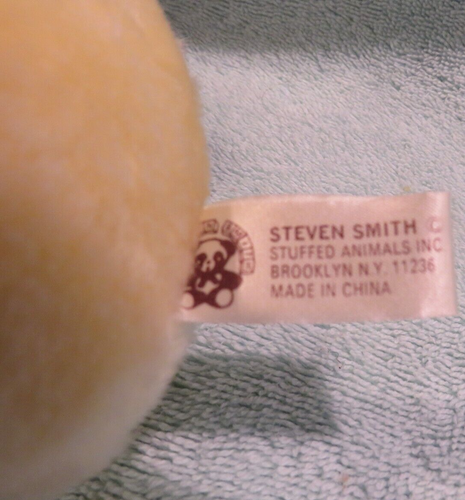 STEVEN SMITH ©
STUFFED ANIMALS INC
BROOKLYN N.Y. 11236
MADE IN CHINA